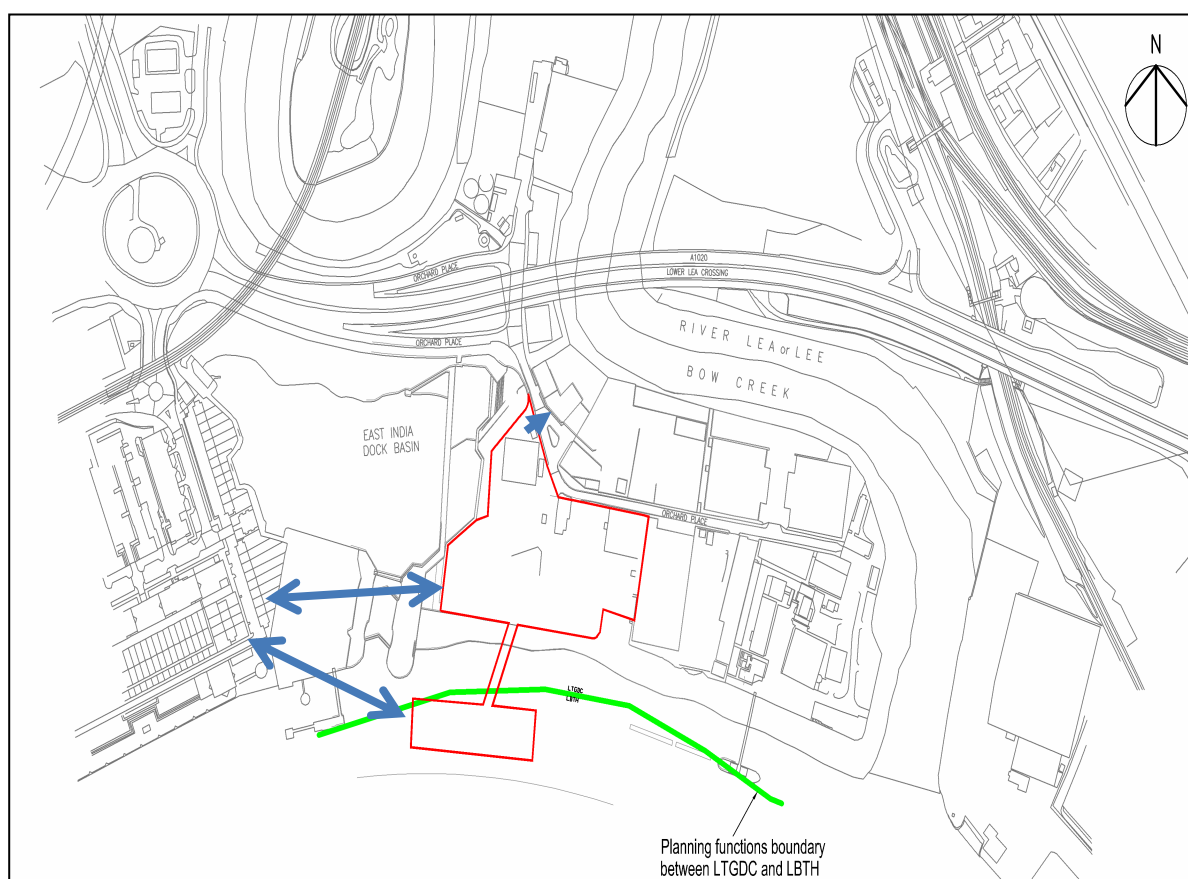 N
A1020
ORCHARD PLACE
LOWER LEA CROSSING
ORCHARD PLACE
RIVER LEA or LEE
BOW CREEK
EAST INDIA
DOCK BASIN
ORCHARD PLACE
LTGDC
LBTH
Planning functions boundary
between LTGDC and LBTH